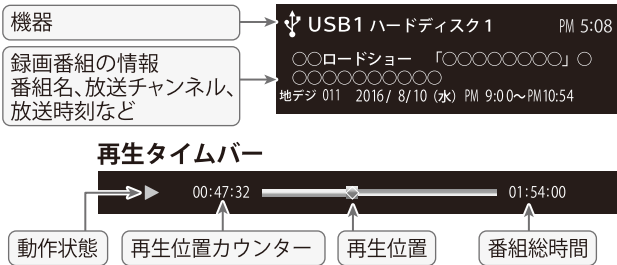 機器
USB1 ハードディスク1 PM 5:08
録画番組の情報
番組名、放送チャンネル、
放送時刻など
○○ロードショー 「○○○○○○○○」○
○○○○○○○○○○
地デジ 011 2016/ 8/10 (水) PM 9:00~PM10:54
再生タイムバー
00:47:32 01:54:00
動作状態 再生位置カウンター 再生位置 番組総時間